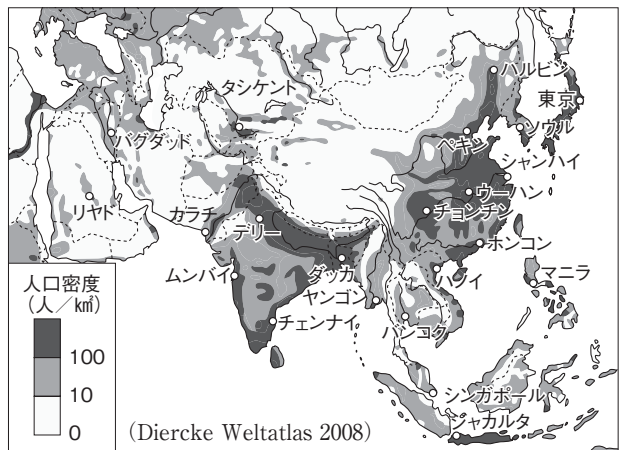 ハルビン
タシケント
東京
ソウル
ペキン
バグダッド
シャンハイ
ウーハン
リヤド
カラチ
チョンチン
デリー
ホンコン
ムンバイ
ダッカ
ハノイ
マニラ
ヤンゴン
チェンナイ
バンコク
シンガポール
ジャカルタ
人口密度
(人/km²)
100
10
0
(Diercke Weltatlas 2008)